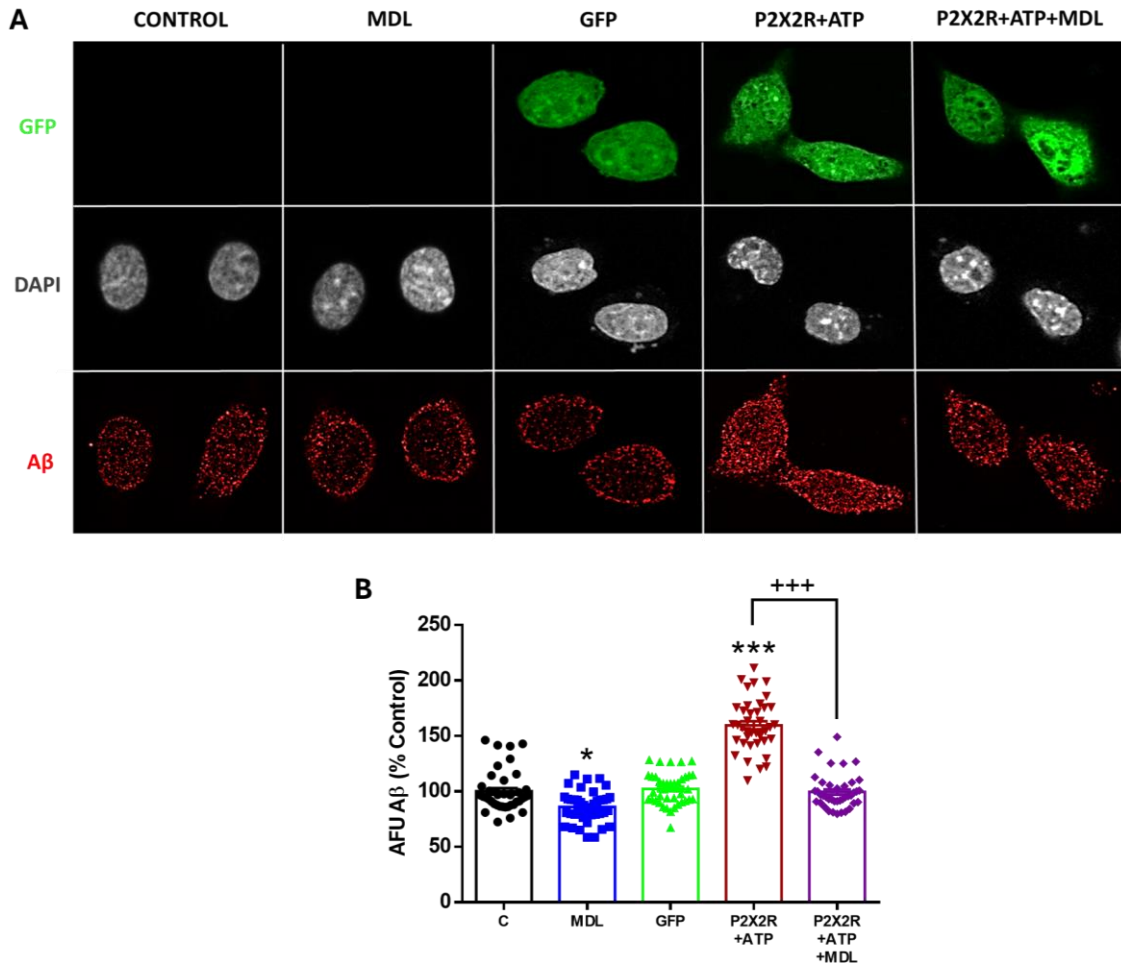 A
CONTROL MDL GFP P2X2R+ATP P2X2R+ATP+MDL
GFP
DAPI
Aβ
B
+++
***
*
250
200
150
100
50
0
AFU Aβ (% Control)
C MDL GFP P2X2R P2X2R
+ATP +ATP
+MDL